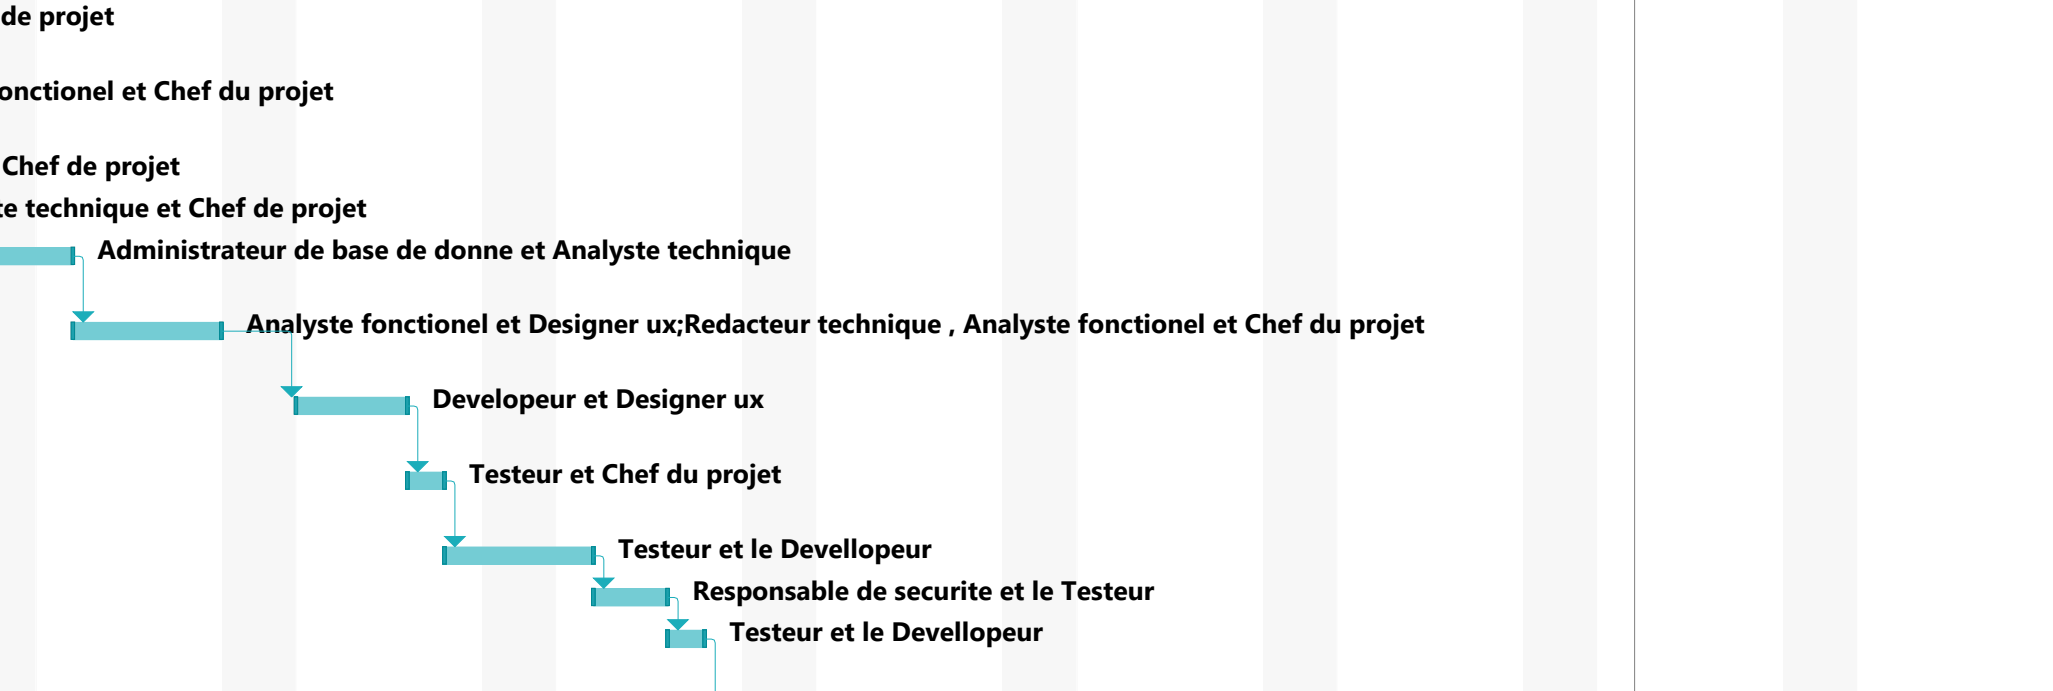 de projet
onctionel et Chef du projet
Chef de projet
te technique et Chef de projet
Administrateur de base de donne et Analyste technique
Analyste fonctionel et Designer ux;Redacteur technique , Analyste fonctionel et Chef du projet
Developeur et Designer ux
Testeur et Chef du projet
Testeur et le Devellopeur
Responsable de securite et le Testeur
Testeur et le Devellopeur